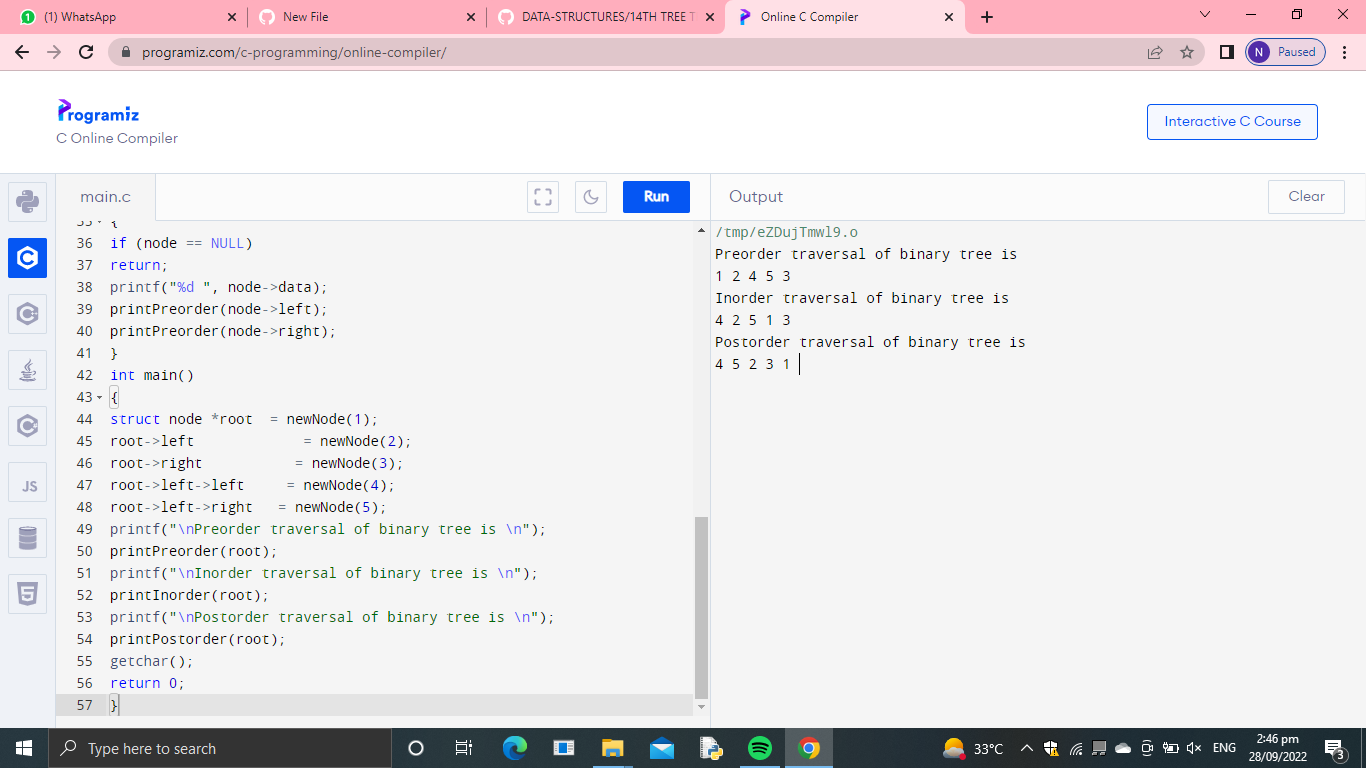 (1) WhatsApp
New File
DATA-STRUCTURES/14TH TREE T
Online C Compiler
programiz.com/c-programming/online-compiler/
N Paused
Programiz
C Online Compiler
Interactive C Course
main.c
Run
Output
Clear
35 {
36 if (node == NULL)
37 return;
38 printf("%d ", node->data);
39 printPreorder(node->left);
40 printPreorder(node->right);
41 }
42 int main()
43 {
44 struct node *root  = newNode(1);
45 root->left             = newNode(2);
46 root->right           = newNode(3);
47 root->left->left     = newNode(4);
48 root->left->right   = newNode(5);
49 printf("\nPreorder traversal of binary tree is \n");
50 printPreorder(root);
51 printf("\nInorder traversal of binary tree is \n");
52 printInorder(root);
53 printf("\nPostorder traversal of binary tree is \n");
54 printPostorder(root);
55 getchar();
56 return 0;
57 }
/tmp/eZDujTmwl9.o
Preorder traversal of binary tree is
1 2 4 5 3
Inorder traversal of binary tree is
4 2 5 1 3
Postorder traversal of binary tree is
4 5 2 3 1
JS
Type here to search
33°C
ENG
2:46 pm
28/09/2022
3